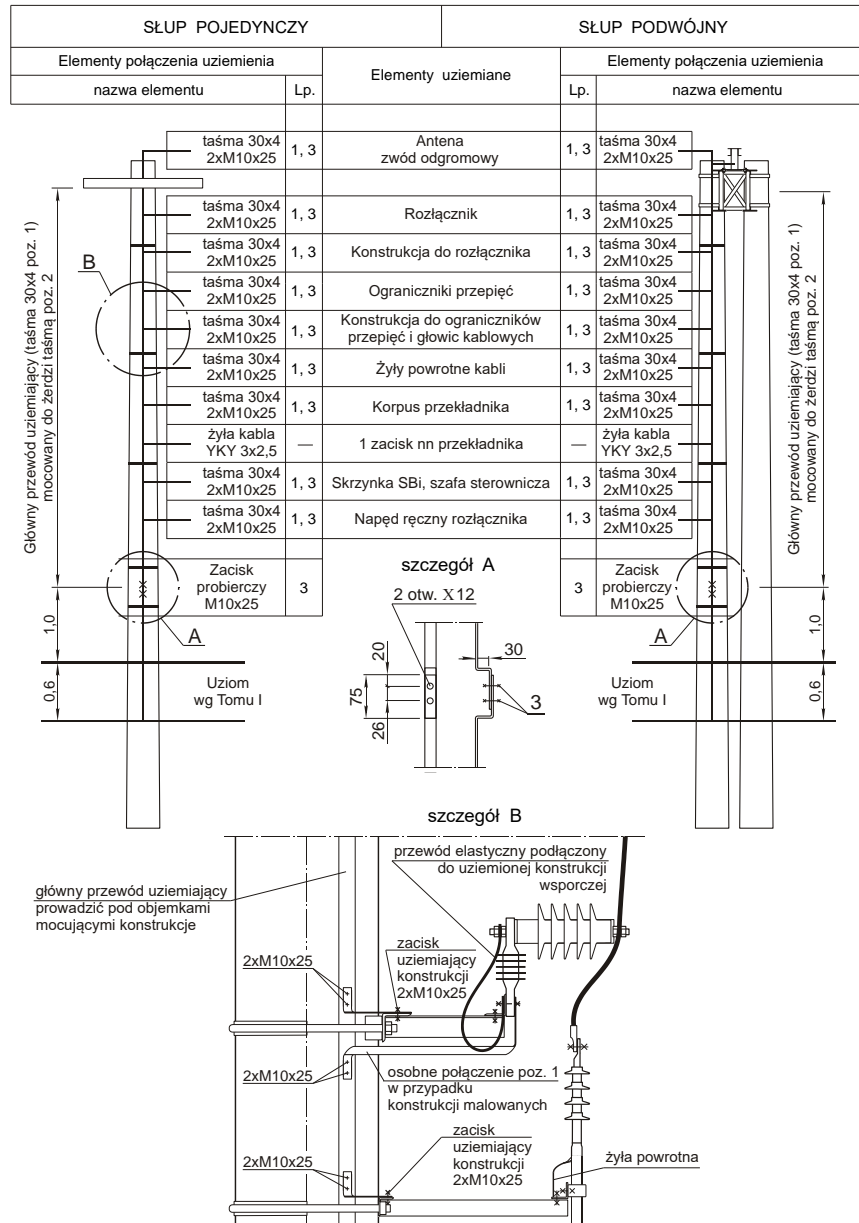 SŁUP POJEDYNCZY
SŁUP PODWÓJNY
Elementy połączenia uziemienia
Elementy uziemiane
Elementy połączenia uziemienia
nazwa elementu
Lp.
Lp.
nazwa elementu
taśma 30x4
2xM10x25
1, 3
Antena
zwód odgromowy
1, 3
taśma 30x4
2xM10x25
taśma 30x4
2xM10x25
1, 3
Rozłącznik
1, 3
taśma 30x4
2xM10x25
taśma 30x4
2xM10x25
1, 3
Konstrukcja do rozłącznika
1, 3
taśma 30x4
2xM10x25
taśma 30x4
2xM10x25
1, 3
Ograniczniki przepięć
1, 3
taśma 30x4
2xM10x25
taśma 30x4
2xM10x25
1, 3
Konstrukcja do ograniczników
przepięć i głowic kablowych
1, 3
taśma 30x4
2xM10x25
taśma 30x4
2xM10x25
1, 3
Żyły powrotne kabli
1, 3
taśma 30x4
2xM10x25
taśma 30x4
2xM10x25
1, 3
Korpus przekładnika
1, 3
taśma 30x4
2xM10x25
żyła kabla
YKY 3x2,5
—
1 zacisk nn przekładnika
—
żyła kabla
YKY 3x2,5
taśma 30x4
2xM10x25
1, 3
Skrzynka SBi, szafa sterownicza
1, 3
taśma 30x4
2xM10x25
taśma 30x4
2xM10x25
1, 3
Napęd ręczny rozłącznika
1, 3
taśma 30x4
2xM10x25
Zacisk
probierczy
M10x25
3
3
Zacisk
probierczy
M10x25
Główny przewód uziemiający (taśma 30x4 poz. 1)
mocowany do żerdzi taśmą poz. 2
Główny przewód uziemiający (taśma 30x4 poz. 1)
mocowany do żerdzi taśmą poz. 2
B
A
A
1,0
0,6
1,0
0,6
Uziom
wg Tomu I
Uziom
wg Tomu I
szczegół A
2 otw. X12
20
75
26
30
3
szczegół B
przewód elastyczny podłączony
do uziemionej konstrukcji
wsporczej
główny przewód uziemiający
prowadzić pod objemkami
mocującymi konstrukcje
zacisk
uziemiający
konstrukcji
2xM10x25
2xM10x25
2xM10x25
osobne połączenie poz. 1
w przypadku
konstrukcji malowanych
zacisk
uziemiający
konstrukcji
2xM10x25
2xM10x25
żyła powrotna